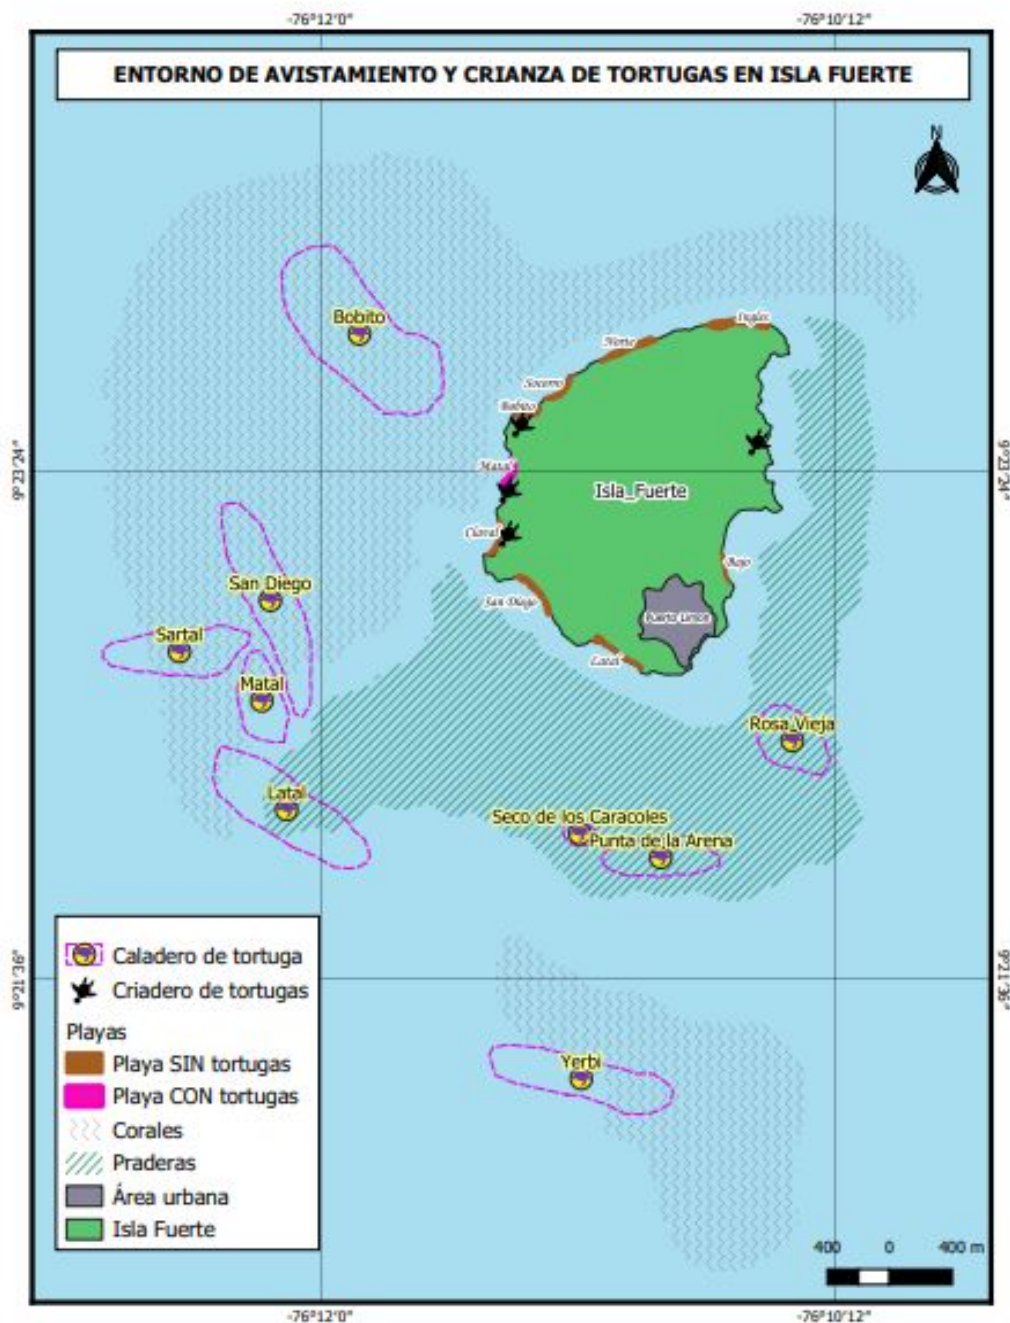 -76°12'0"
-76°10'12"
ENTORNO DE AVISTAMIENTO Y CRIANZA DE TORTUGAS EN ISLA FUERTE
N
Bobito
Ingles
Norte
Socorro
Bobito
Matal
9°23'24"
9°23'24"
Isla_Fuerte
Claval
Bajo
San Diego
San Diego
Puerto Limon
Sartal
Latal
Matal
Rosa_Vieja
Latal
Seco de los Caracoles
Punta de la Arena
9°21'36"
9°21'36"
Yerbi
Caladero de tortuga
Criadero de tortugas
Playas
Playa SIN tortugas
Playa CON tortugas
Corales
Praderas
Área urbana
Isla Fuerte
400 0 400 m
-76°12'0"
-76°10'12"